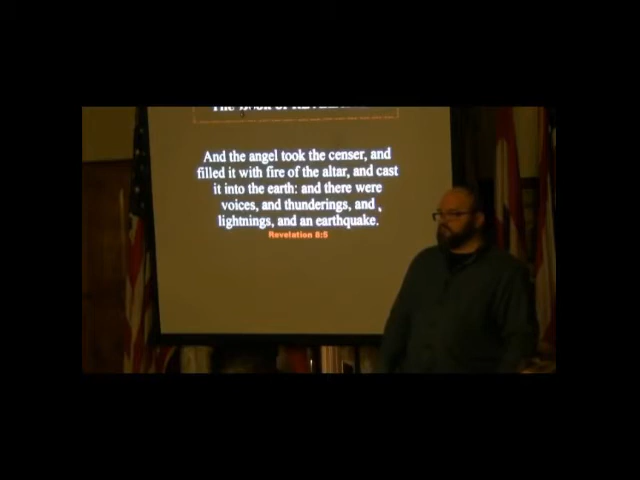 And the angel took the censer, and
filled it with fire of the altar, and cast
it into the earth: and there were
voices, and thunderings, and
lightnings, and an earthquake.
Revelation 8:5